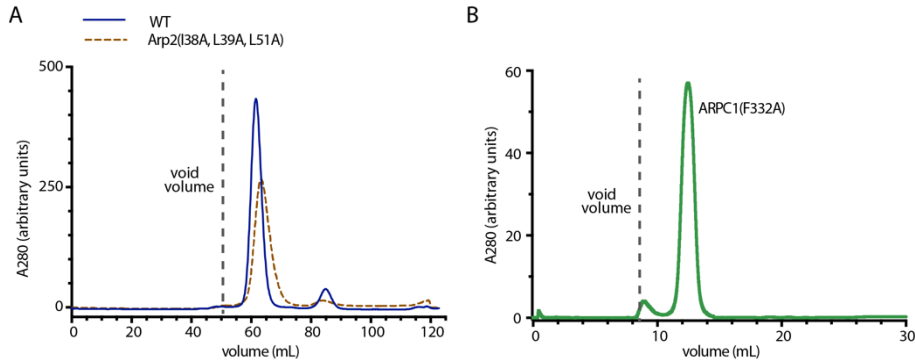 A
WT
Arp2(I38A, L39A, L51A)
500
250
0
void
volume
A280 (arbitrary units)
0
20
40
60
80
100
120
volume (mL)
B
60
40
20
0
ARPC1(F332A)
void
volume
A280 (arbitrary units)
0
10
20
30
volume (mL)